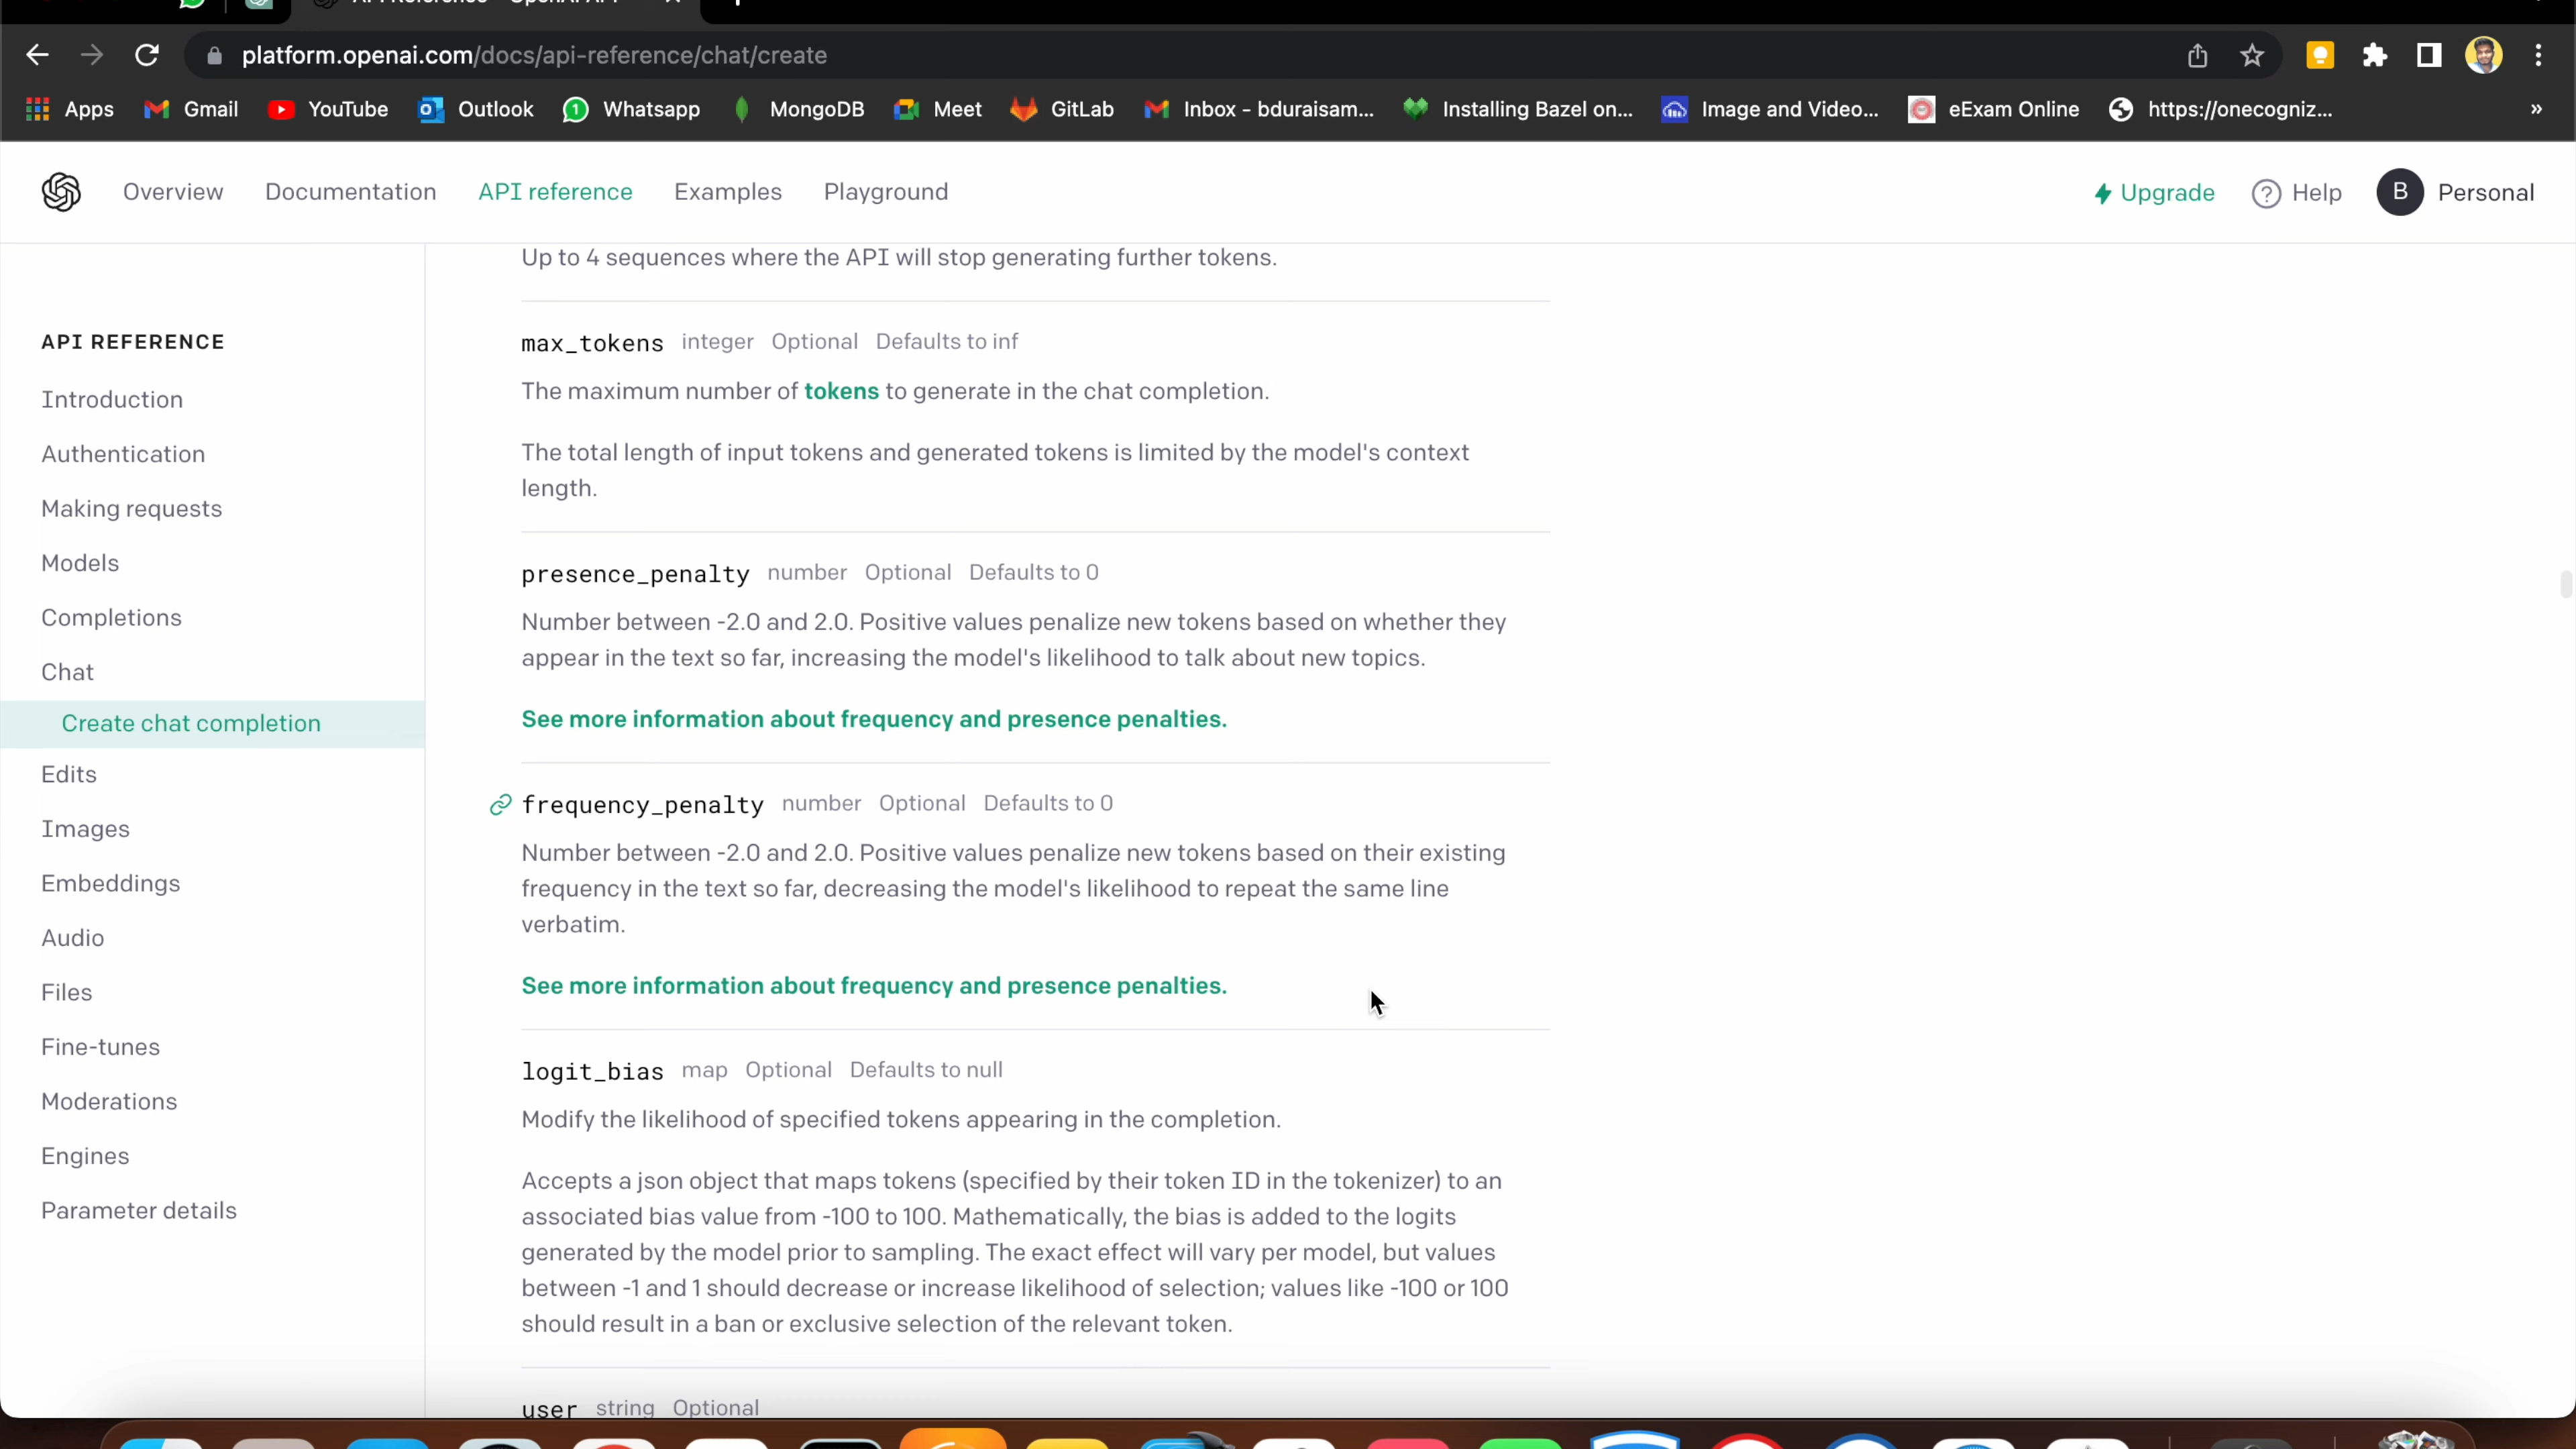 API Reference - OpenAI API
platform.openai.com/docs/api-reference/chat/create
Apps Gmail YouTube Outlook 1 Whatsapp MongoDB Meet GitLab Inbox - bduraisam... Installing Bazel on... Image and Video... eExam Online https://onecogniz... »
Overview Documentation API reference Examples Playground Upgrade ? Help B Personal
API REFERENCE
Introduction
Authentication
Making requests
Models
Completions
Chat
Create chat completion
Edits
Images
Embeddings
Audio
Files
Fine-tunes
Moderations
Engines
Parameter details
Up to 4 sequences where the API will stop generating further tokens.
max_tokens integer Optional Defaults to inf
The maximum number of tokens to generate in the chat completion.
The total length of input tokens and generated tokens is limited by the model's context
length.
presence_penalty number Optional Defaults to 0
Number between -2.0 and 2.0. Positive values penalize new tokens based on whether they
appear in the text so far, increasing the model's likelihood to talk about new topics.
See more information about frequency and presence penalties.
frequency_penalty number Optional Defaults to 0
Number between -2.0 and 2.0. Positive values penalize new tokens based on their existing
frequency in the text so far, decreasing the model's likelihood to repeat the same line
verbatim.
See more information about frequency and presence penalties.
logit_bias map Optional Defaults to null
Modify the likelihood of specified tokens appearing in the completion.
Accepts a json object that maps tokens (specified by their token ID in the tokenizer) to an
associated bias value from -100 to 100. Mathematically, the bias is added to the logits
generated by the model prior to sampling. The exact effect will vary per model, but values
between -1 and 1 should decrease or increase likelihood of selection; values like -100 or 100
should result in a ban or exclusive selection of the relevant token.
user string Optional